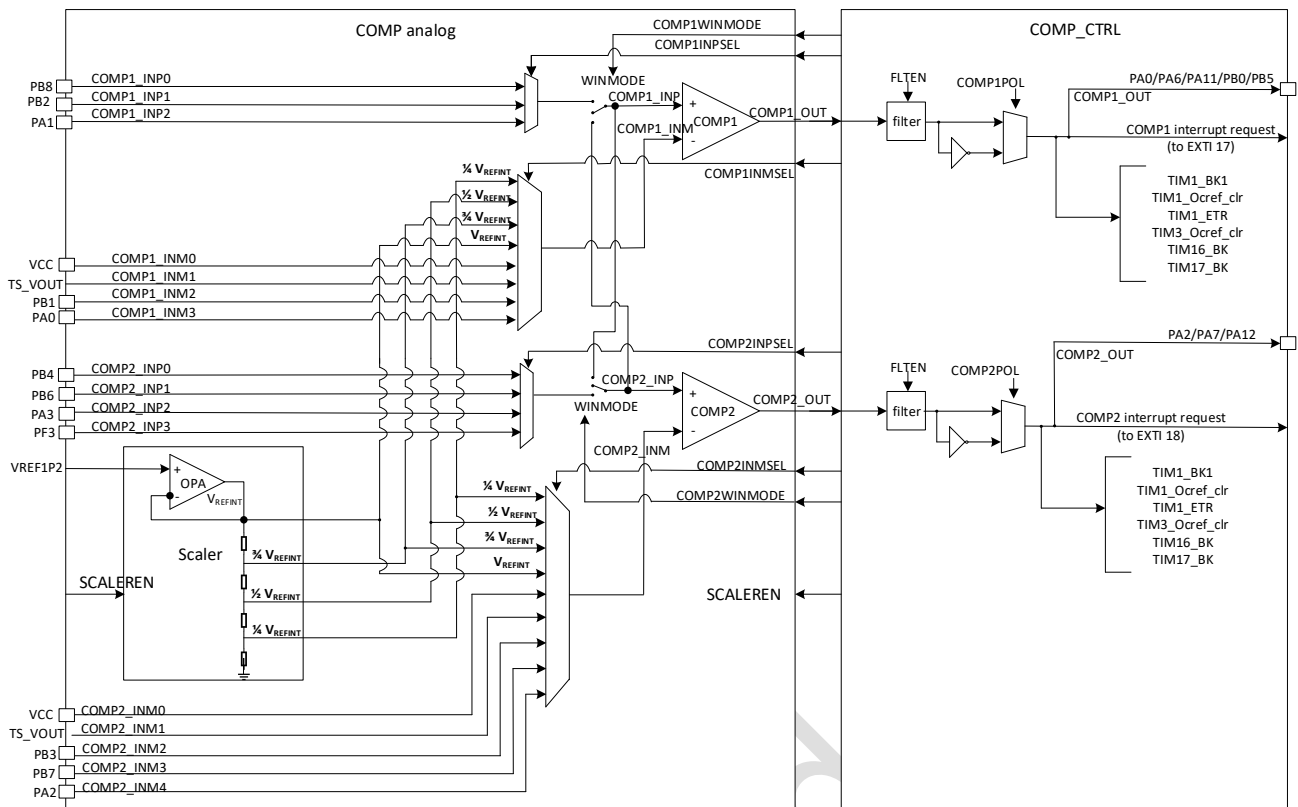 COMP analog
COMP_CTRL
COMP1WINMODE
COMP1INPSEL
WINMODE
PB8
COMP1_INP0
PB2
COMP1_INP1
PA1
COMP1_INP2
COMP1_INP
COMP1_INM
+
COMP1
-
COMP1_OUT
FLTEN
filter
COMP1POL
PA0/PA6/PA11/PB0/PB5
COMP1_OUT
COMP1 interrupt request
(to EXTI 17)
COMP1INMSEL
TIM1_BK1
TIM1_Ocref_clr
TIM1_ETR
TIM3_Ocref_clr
TIM16_BK
TIM17_BK
¼ VREFINT
½ VREFINT
¾ VREFINT
VREFINT
VCC
COMP1_INM0
TS_VOUT
COMP1_INM1
PB1
COMP1_INM2
PA0
COMP1_INM3
COMP2INPSEL
PB4
COMP2_INP0
PB6
COMP2_INP1
PA3
COMP2_INP2
PF3
COMP2_INP3
COMP2_INP
WINMODE
+
COMP2
-
COMP2_OUT
COMP2_INM
FLTEN
filter
COMP2POL
PA2/PA7/PA12
COMP2_OUT
COMP2 interrupt request
(to EXTI 18)
COMP2INMSEL
COMP2WINMODE
TIM1_BK1
TIM1_Ocref_clr
TIM1_ETR
TIM3_Ocref_clr
TIM16_BK
TIM17_BK
VREF1P2
+
OPA
-
VREFINT
Scaler
¾ VREFINT
½ VREFINT
¼ VREFINT
SCALEREN
¼ VREFINT
½ VREFINT
¾ VREFINT
VREFINT
SCALEREN
VCC
COMP2_INM0
TS_VOUT
COMP2_INM1
PB3
COMP2_INM2
PB7
COMP2_INM3
PA2
COMP2_INM4